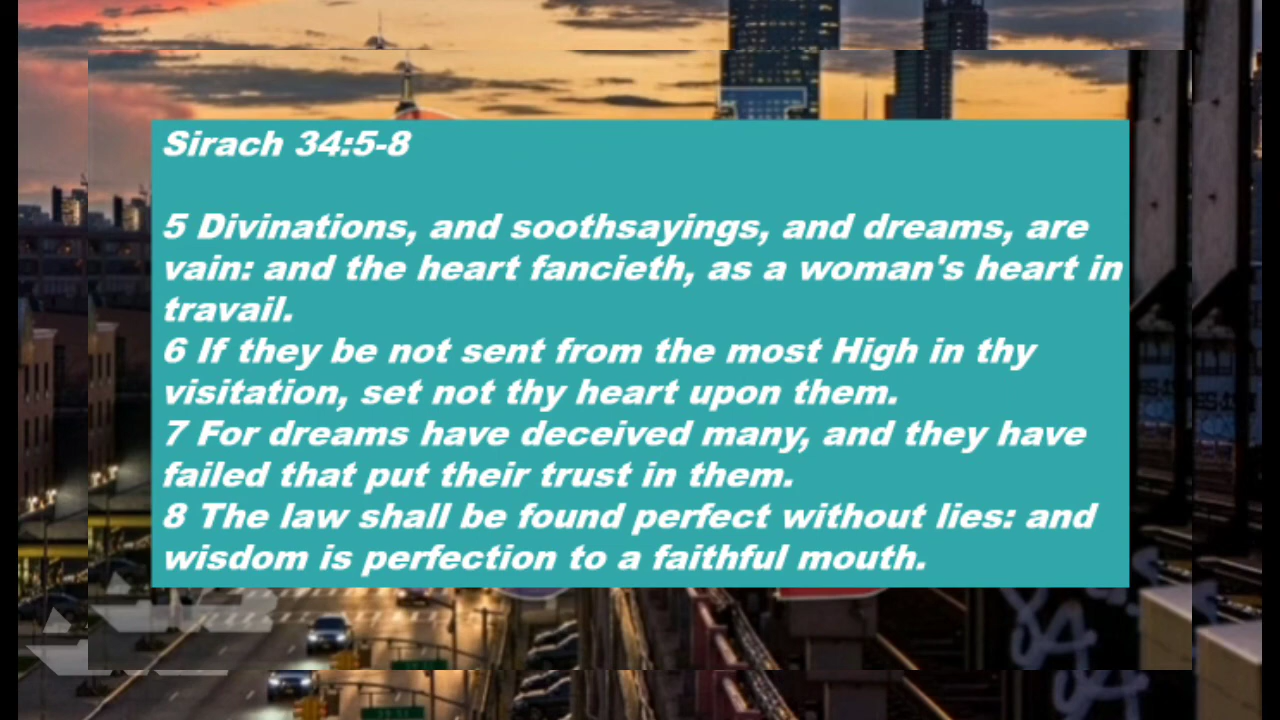 Sirach 34:5-8
5 Divinations, and soothsayings, and dreams, are
vain: and the heart fancieth, as a woman's heart in
travail.
6 If they be not sent from the most High in thy
visitation, set not thy heart upon them.
7 For dreams have deceived many, and they have
failed that put their trust in them.
8 The law shall be found perfect without lies: and
wisdom is perfection to a faithful mouth.